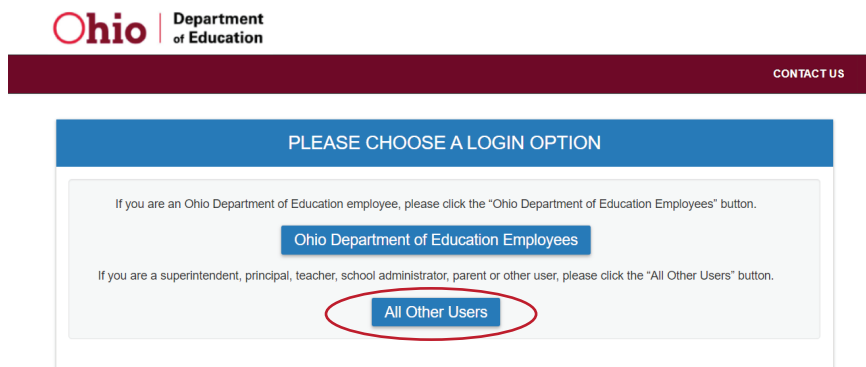 Ohio Department
of Education
CONTACT US
PLEASE CHOOSE A LOGIN OPTION
If you are an Ohio Department of Education employee, please click the “Ohio Department of Education Employees” button.
Ohio Department of Education Employees
If you are a superintendent, principal, teacher, school administrator, parent or other user, please click the “All Other Users” button.
All Other Users